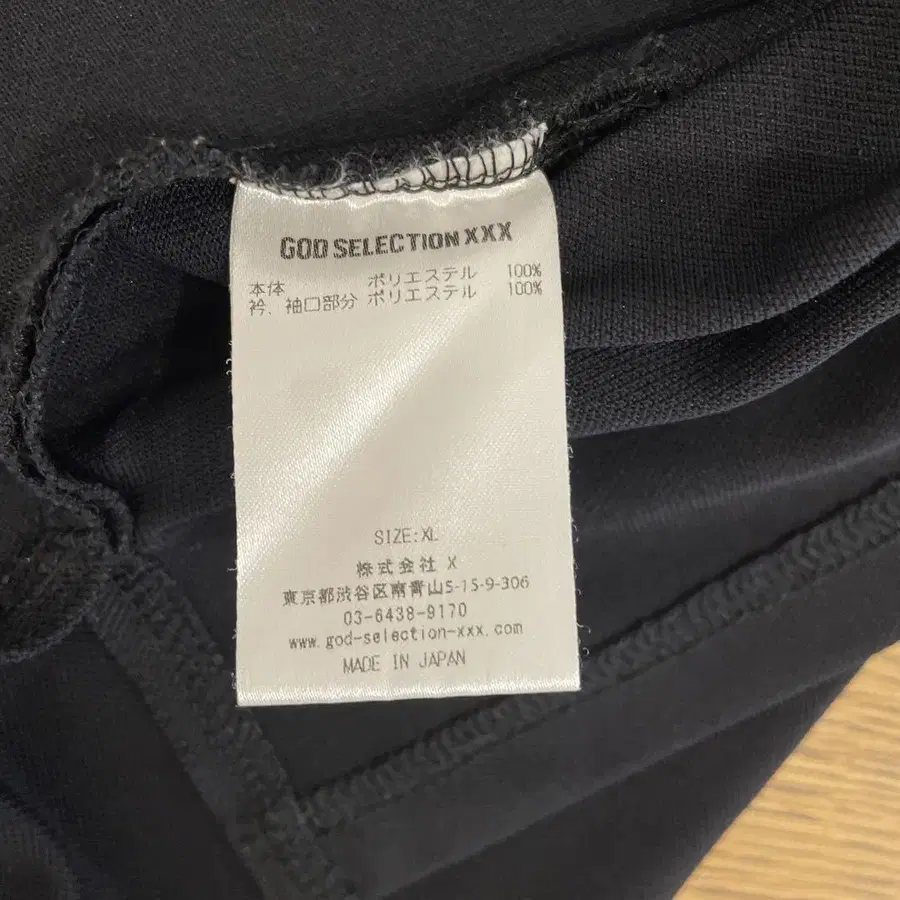 GOD SELECTION XXX
本体 ポリエステル 100%
衿、袖口部分 ポリエステル 100%
SIZE:XL
株式会社 X
東京都渋谷区南青山5-15-9-306
03-6438-9170
www.god-selection-xxx.com
MADE IN JAPAN